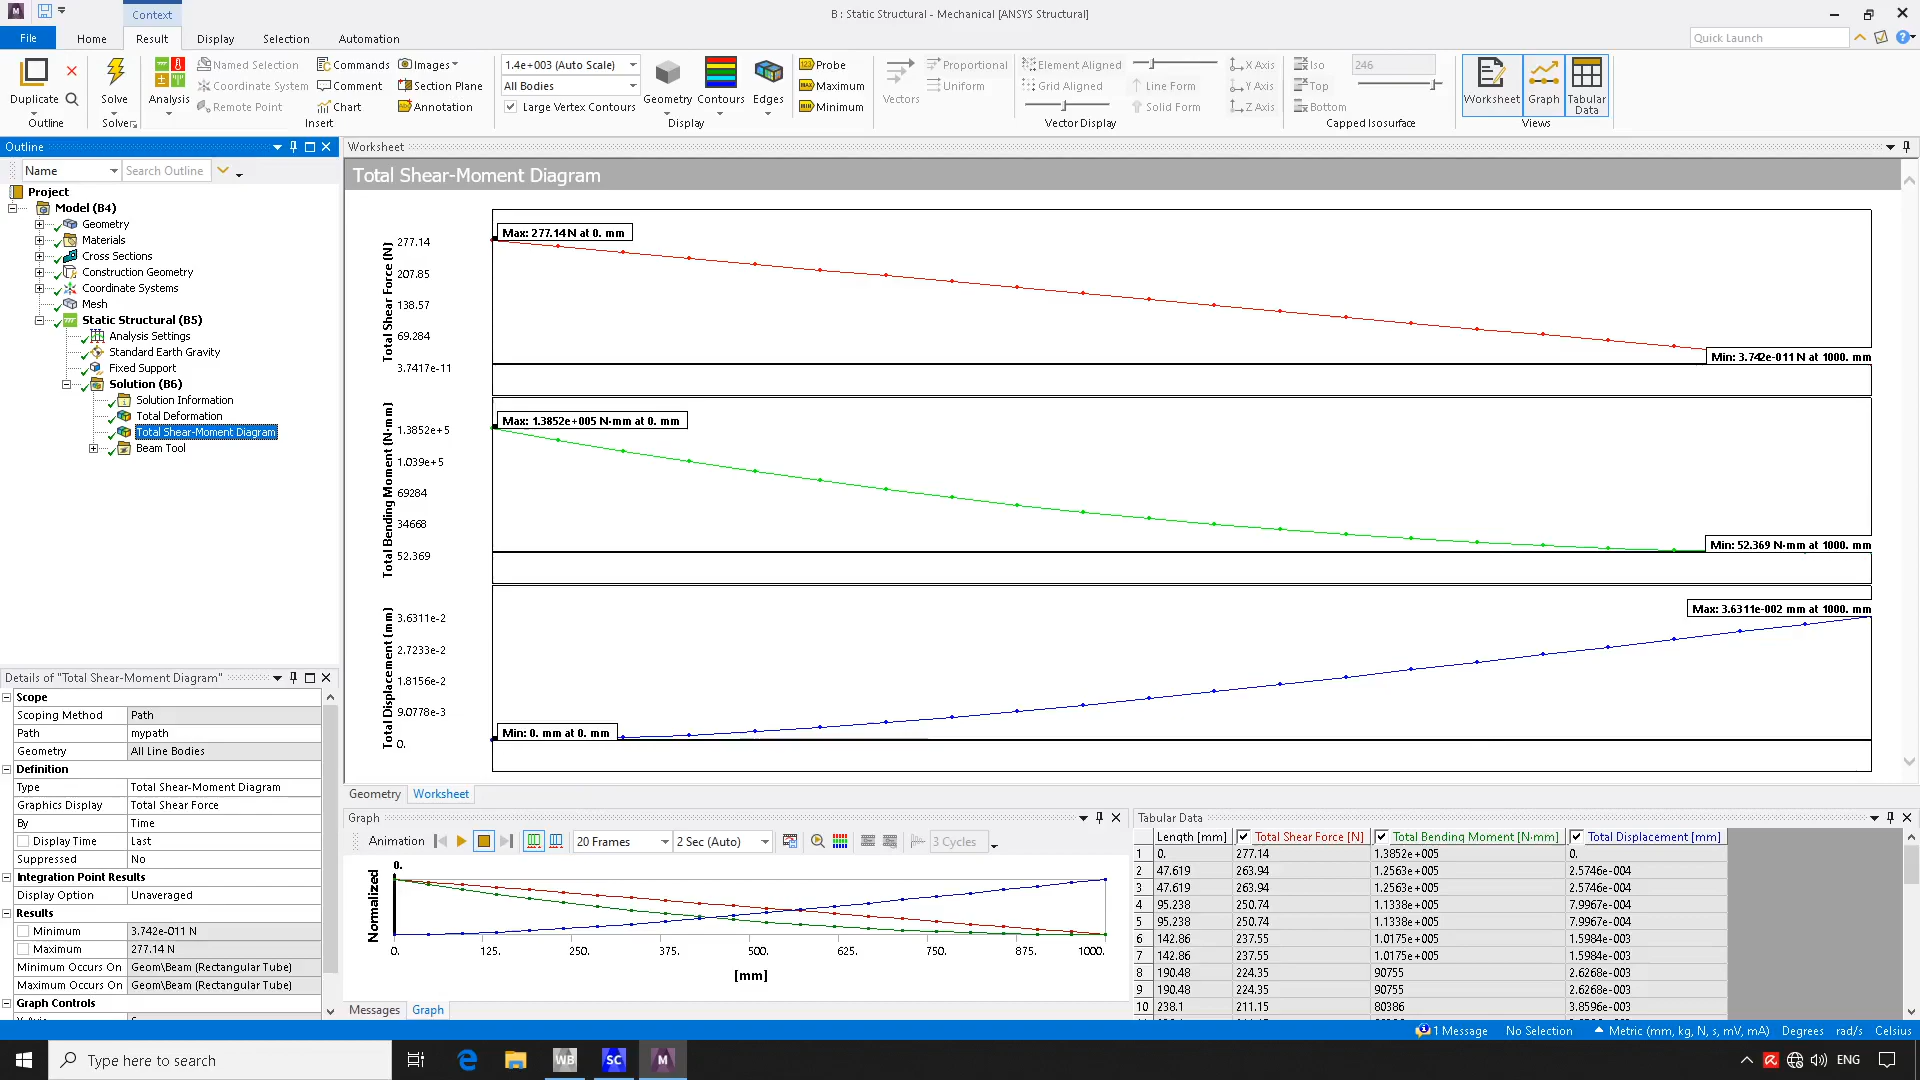 Context
B : Static Structural - Mechanical [ANSYS Structural]
File
Home
Result
Display
Selection
Automation
Quick Launch
Duplicate
Outline
Solve
Solver
Analysis
Named Selection
Coordinate System
Remote Point
Commands
Comment
Chart
Images
Section Plane
Annotation
Insert
1.4e+003 (Auto Scale)
All Bodies
Large Vertex Contours
Geometry
Contours
Edges
Display
Probe
Maximum
Minimum
Vectors
Proportional
Uniform
Element Aligned
Grid Aligned
Line Form
Solid Form
X Axis
Y Axis
Z Axis
Vector Display
Iso
Top
Bottom
246
Capped Isosurface
Worksheet
Graph
Tabular Data
Views
Outline
Name
Search Outline
Project
Model (B4)
Geometry
Materials
Cross Sections
Construction Geometry
Coordinate Systems
Mesh
Static Structural (B5)
Analysis Settings
Standard Earth Gravity
Fixed Support
Solution (B6)
Solution Information
Total Deformation
Total Shear-Moment Diagram
Beam Tool
Worksheet
Total Shear-Moment Diagram
Total Shear Force (N)
277.14
207.85
138.57
69.284
3.7417e-11
Max: 277.14 N at 0. mm
Min: 3.742e-011 N at 1000. mm
Total Bending Moment (N·mm)
1.3852e+5
1.039e+5
69284
34668
52.369
Max: 1.3852e+005 N·mm at 0. mm
Min: 52.369 N·mm at 1000. mm
Total Displacement (mm)
3.6311e-2
2.7233e-2
1.8156e-2
9.0778e-3
0.
Max: 3.6311e-002 mm at 1000. mm
Min: 0. mm at 0. mm
Geometry
Worksheet
Details of "Total Shear-Moment Diagram"
Scope
Scoping Method Path
Path mypath
Geometry All Line Bodies
Definition
Type Total Shear-Moment Diagram
Graphics Display Total Shear Force
By Time
Display Time Last
Suppressed No
Integration Point Results
Display Option Unaveraged
Results
Minimum 3.742e-011 N
Maximum 277.14 N
Minimum Occurs On Geom\Beam (Rectangular Tube)
Maximum Occurs On Geom\Beam (Rectangular Tube)
Graph Controls
Graph
Animation
20 Frames
2 Sec (Auto)
3 Cycles
Normalized
0.
0. 125. 250. 375. 500. 625. 750. 875. 1000.
[mm]
Messages
Graph
Tabular Data
Length [mm] Total Shear Force [N] Total Bending Moment [N·mm] Total Displacement [mm]
1 0. 277.14 1.3852e+005 0.
2 47.619 263.94 1.2563e+005 2.5746e-004
3 47.619 263.94 1.2563e+005 2.5746e-004
4 95.238 250.74 1.1338e+005 7.9967e-004
5 95.238 250.74 1.1338e+005 7.9967e-004
6 142.86 237.55 1.0175e+005 1.5984e-003
7 142.86 237.55 1.0175e+005 1.5984e-003
8 190.48 224.35 90755 2.6268e-003
9 190.48 224.35 90755 2.6268e-003
10 238.1 211.15 80386 3.8596e-003
1 Message
No Selection
Metric (mm, kg, N, s, mV, mA)
Degrees
rad/s
Celsius
Type here to search
WB
SC
M
ENG